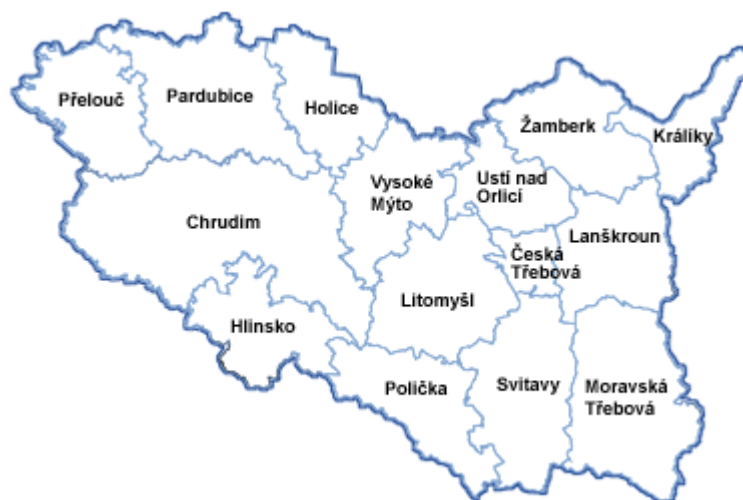 Přelouč
Pardubice
Holice
Žamberk
Králíky
Vysoké
Mýto
Ustí nad
Orlicí
Chrudim
Lanškroun
Česká
Třebová
Litomyšl
Hlinsko
Polička
Svitavy
Moravská
Třebová